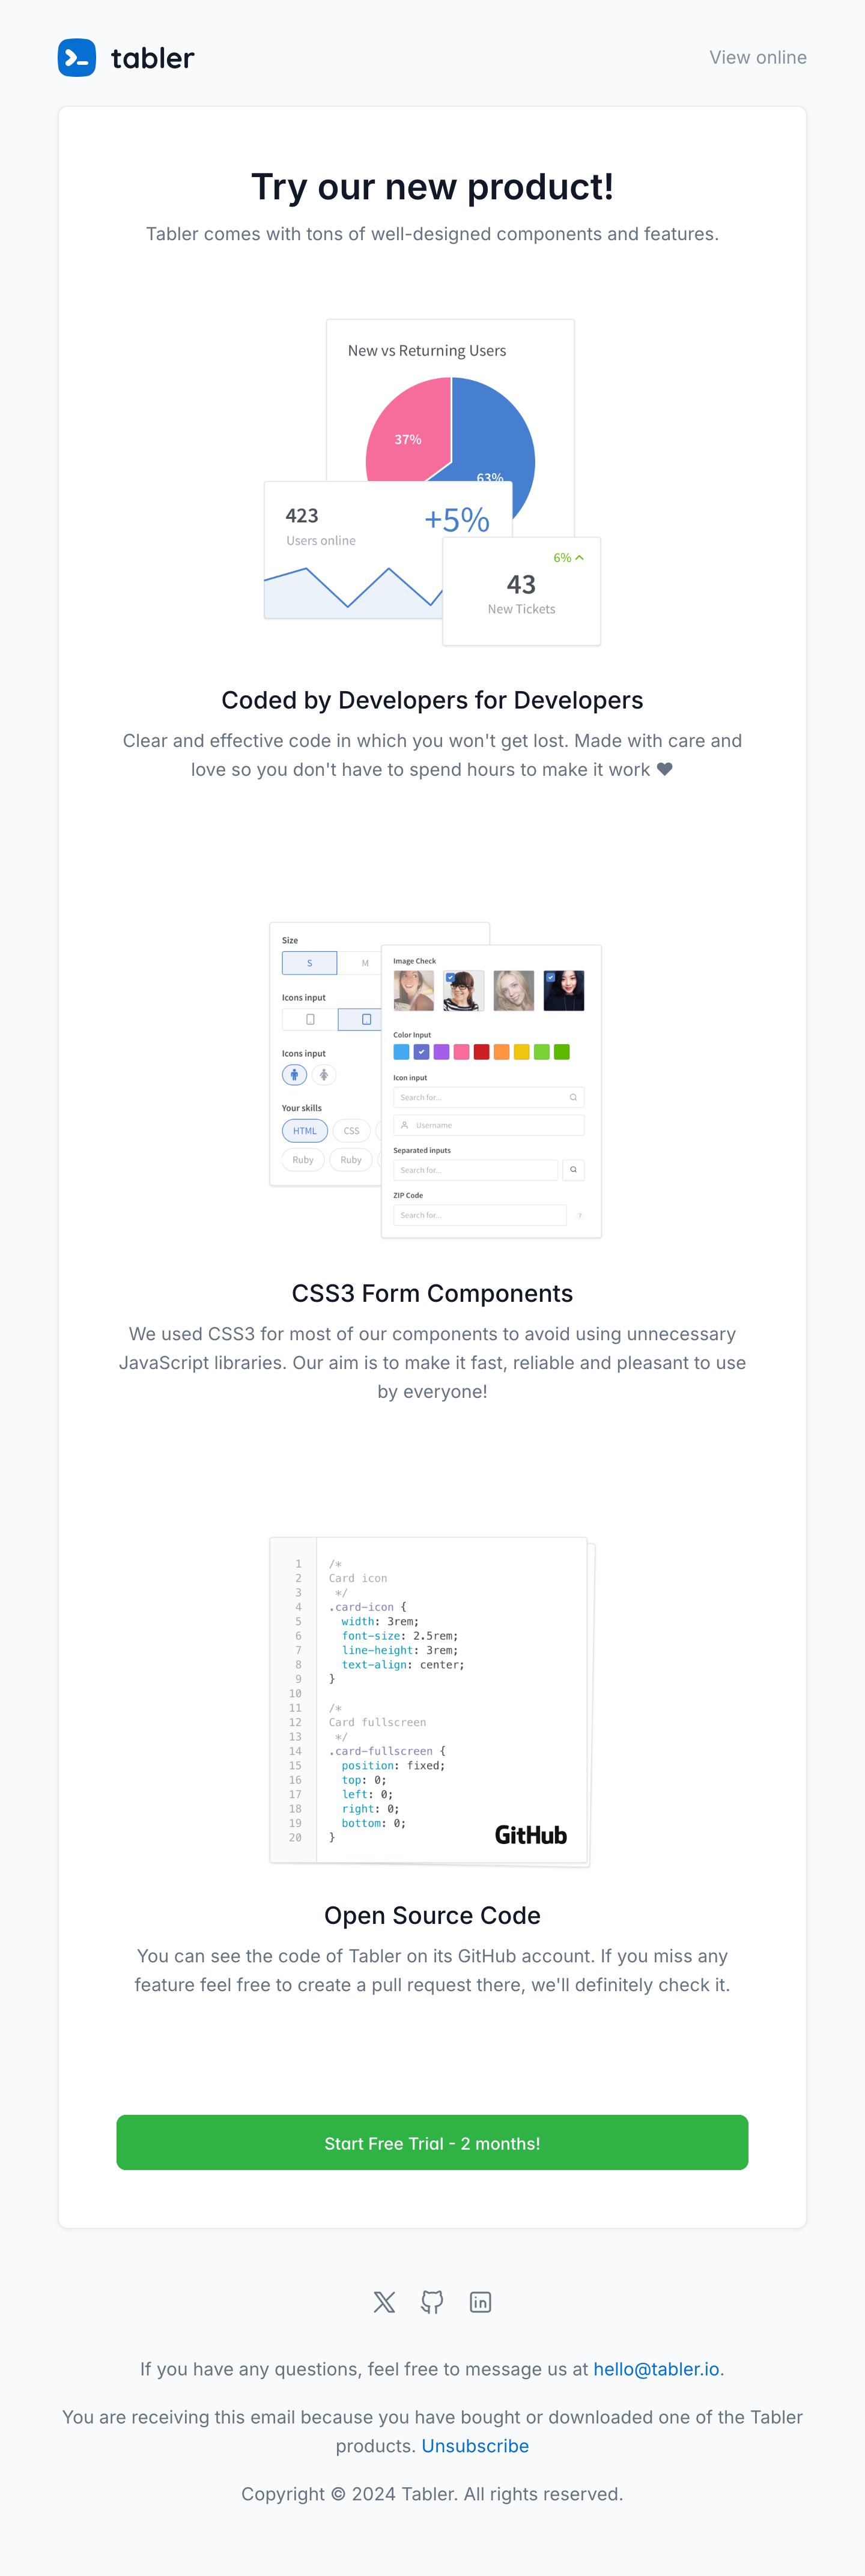 tabler
View online
Try our new product!
Tabler comes with tons of well-designed components and features.
New vs Returning Users
37%
63%
423
+5%
Users online
6%
43
New Tickets
Coded by Developers for Developers
Clear and effective code in which you won't get lost. Made with care and
love so you don't have to spend hours to make it work ♥
Size
S
M
Icons input
Icons input
Your skills
HTML
CSS
Ruby
Ruby
Image Check
Color Input
Icon input
Search for...
Username
Separated inputs
Search for...
ZIP Code
Search for...
?
CSS3 Form Components
We used CSS3 for most of our components to avoid using unnecessary
JavaScript libraries. Our aim is to make it fast, reliable and pleasant to use
by everyone!
1 /*
2 Card icon
3 */
4 .card-icon {
5 width: 3rem;
6 font-size: 2.5rem;
7 line-height: 3rem;
8 text-align: center;
9 }
10
11 /*
12 Card fullscreen
13 */
14 .card-fullscreen {
15 position: fixed;
16 top: 0;
17 left: 0;
18 right: 0;
19 bottom: 0;
20 }
GitHub
Open Source Code
You can see the code of Tabler on its GitHub account. If you miss any
feature feel free to create a pull request there, we'll definitely check it.
Start Free Trial - 2 months!
If you have any questions, feel free to message us at hello@tabler.io.
You are receiving this email because you have bought or downloaded one of the Tabler
products. Unsubscribe
Copyright © 2024 Tabler. All rights reserved.